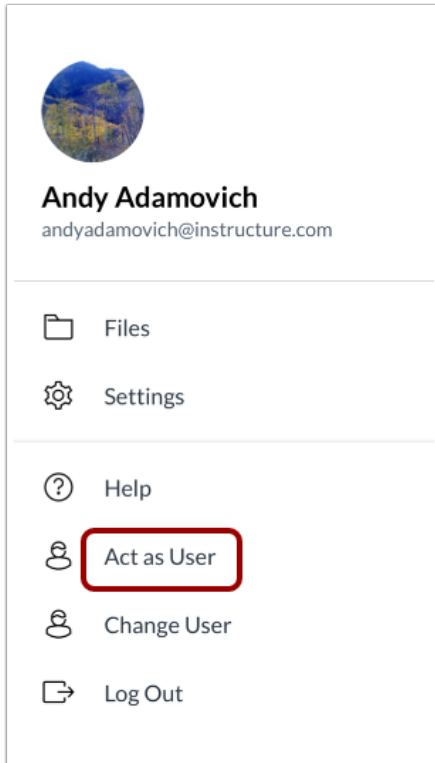 Andy Adamovich
andyadamovich@instructure.com
Files
Settings
Help
Act as User
Change User
Log Out